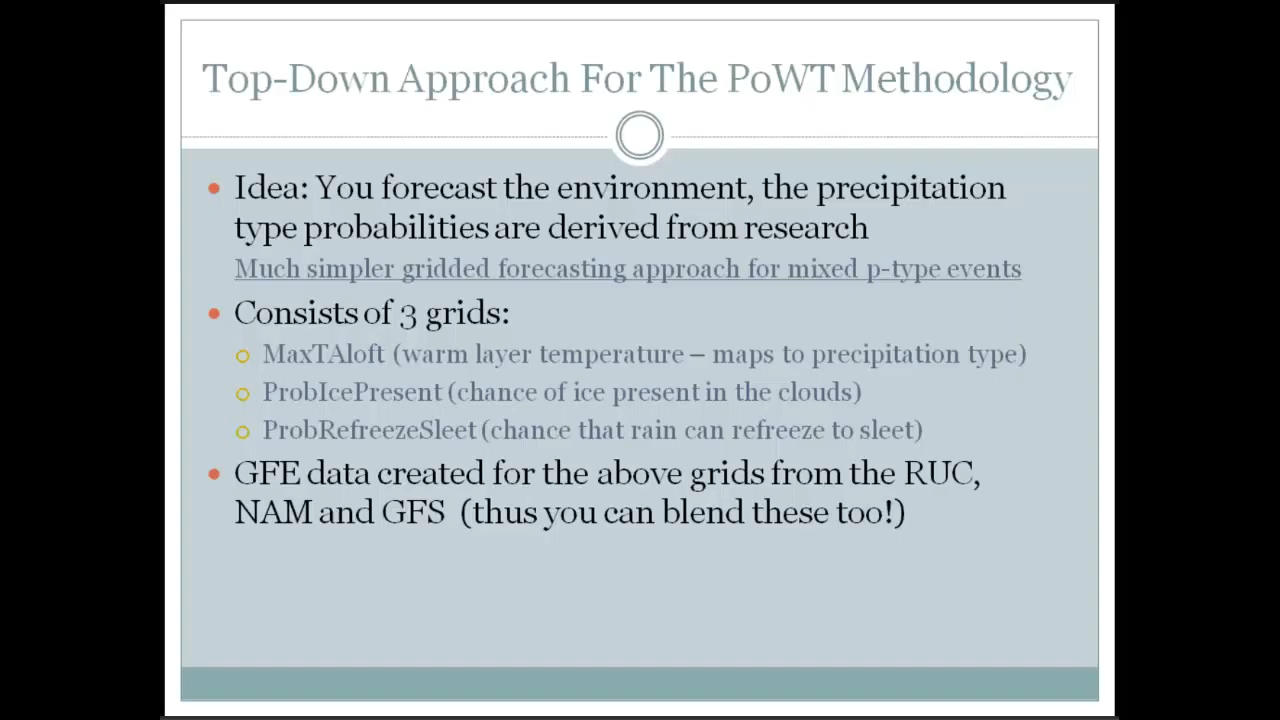 Top-Down Approach For The PoWT Methodology
Idea: You forecast the environment, the precipitation
type probabilities are derived from research
Much simpler gridded forecasting approach for mixed p-type events
Consists of 3 grids:
MaxTAloft (warm layer temperature – maps to precipitation type)
ProbIcePresent (chance of ice present in the clouds)
ProbRefreezeSleet (chance that rain can refreeze to sleet)
GFE data created for the above grids from the RUC,
NAM and GFS (thus you can blend these too!)